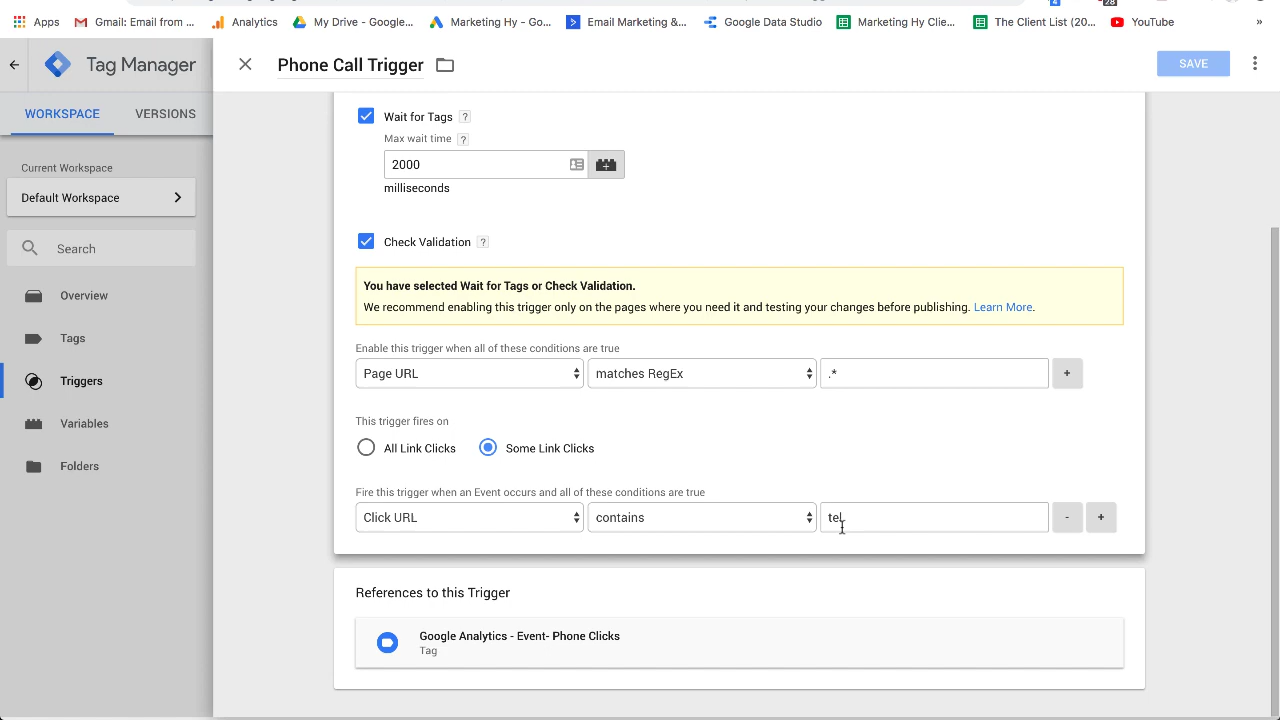 Apps
Gmail: Email from ...
Analytics
My Drive - Google...
Marketing Hy - Go...
Email Marketing &...
Google Data Studio
Marketing Hy Clie...
The Client List (20...
YouTube
»
4
28
Tag Manager
Phone Call Trigger
SAVE
WORKSPACE
VERSIONS
Current Workspace
Default Workspace
Search
Overview
Tags
Triggers
Variables
Folders
Wait for Tags ?
Max wait time ?
2000
milliseconds
Check Validation ?
You have selected Wait for Tags or Check Validation.
We recommend enabling this trigger only on the pages where you need it and testing your changes before publishing. Learn More.
Enable this trigger when all of these conditions are true
Page URL
matches RegEx
.*
+
This trigger fires on
All Link Clicks
Some Link Clicks
Fire this trigger when an Event occurs and all of these conditions are true
Click URL
contains
tel
-
+
References to this Trigger
Google Analytics - Event- Phone Clicks
Tag